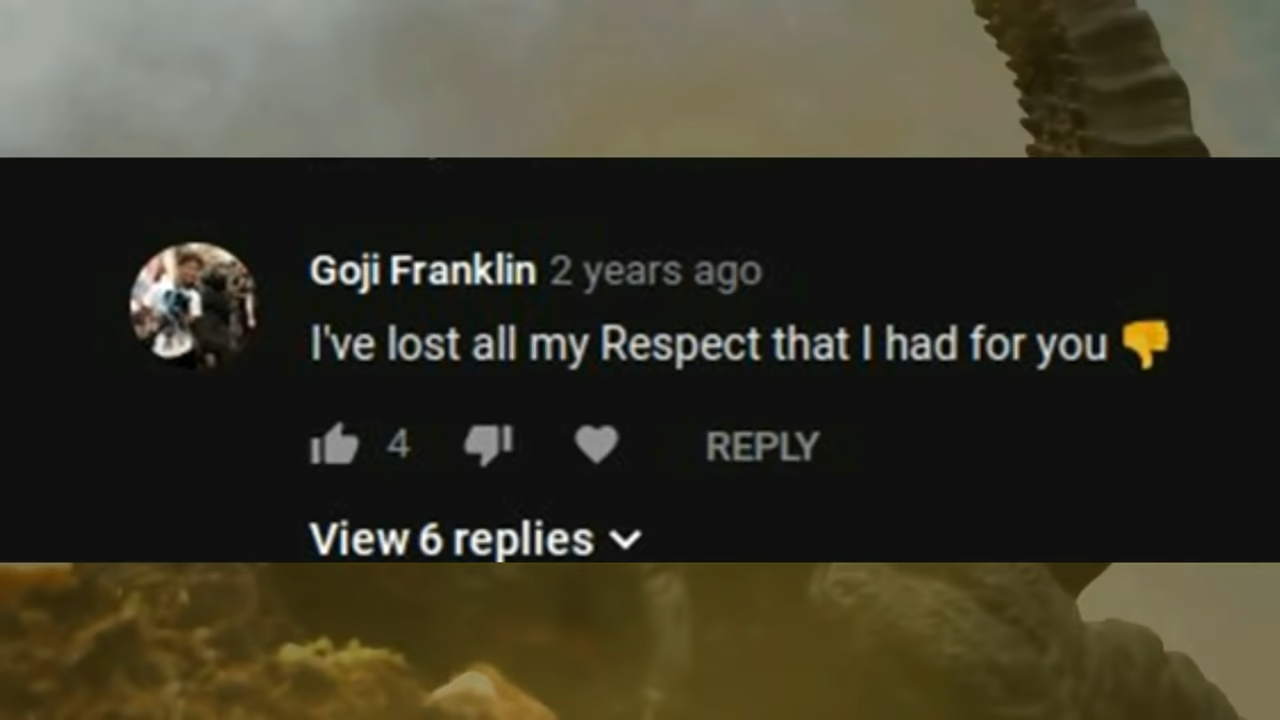 Goji Franklin 2 years ago
I've lost all my Respect that I had for you 👎
4 REPLY
View 6 replies